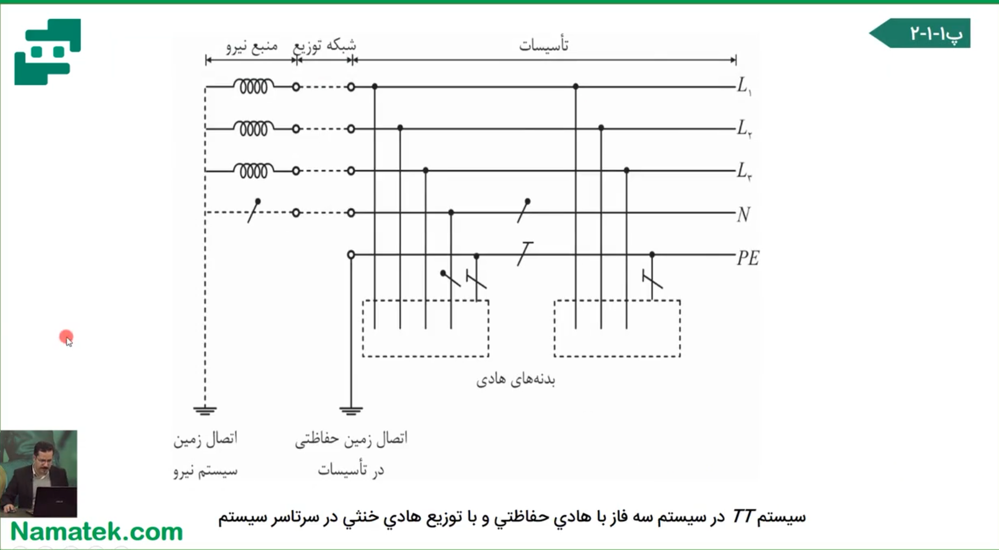 پ۱-۱-۲
منبع نیرو
شبکه توزیع
تأسیسات
L۱
L۲
L۳
N
PE
بدنه‌های هادی
اتصال زمین
سیستم نیرو
اتصال زمین حفاظتی
در تأسیسات
سیستم TT در سیستم سه فاز با هادي حفاظتي و با توزیع هادي خنثي در سرتاسر سیستم
Namatek.com